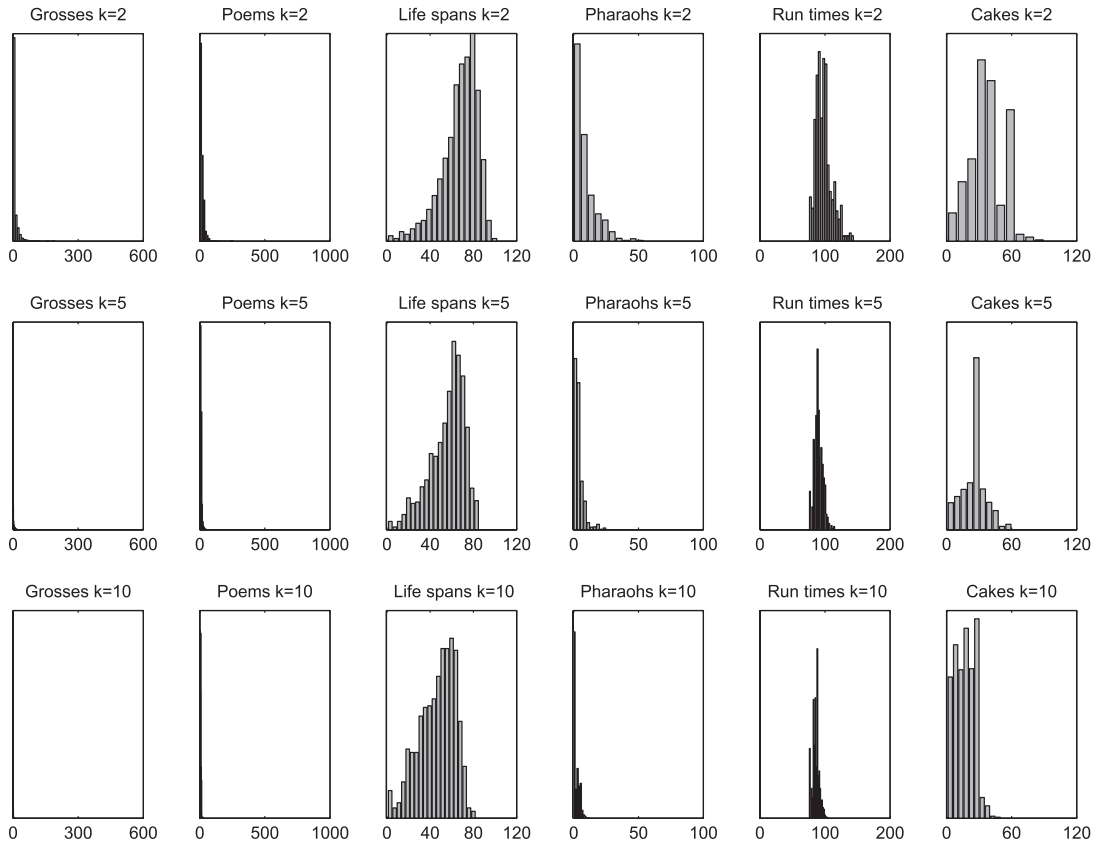 Grosses k=2 Poems k=2 Life spans k=2 Pharaohs k=2 Run times k=2 Cakes k=2
0 300 600 0 500 1000 0 40 80 120 0 50 100 0 100 200 0 60 120
Grosses k=5 Poems k=5 Life spans k=5 Pharaohs k=5 Run times k=5 Cakes k=5
0 300 600 0 500 1000 0 40 80 120 0 50 100 0 100 200 0 60 120
Grosses k=10 Poems k=10 Life spans k=10 Pharaohs k=10 Run times k=10 Cakes k=10
0 300 600 0 500 1000 0 40 80 120 0 50 100 0 100 200 0 60 120